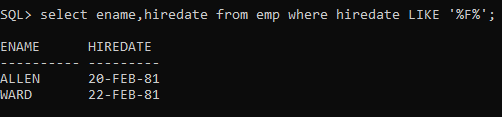 SQL> select ename,hiredate from emp where hiredate LIKE '%F%';
ENAME      HIREDATE
---------- ---------
ALLEN      20-FEB-81
WARD       22-FEB-81